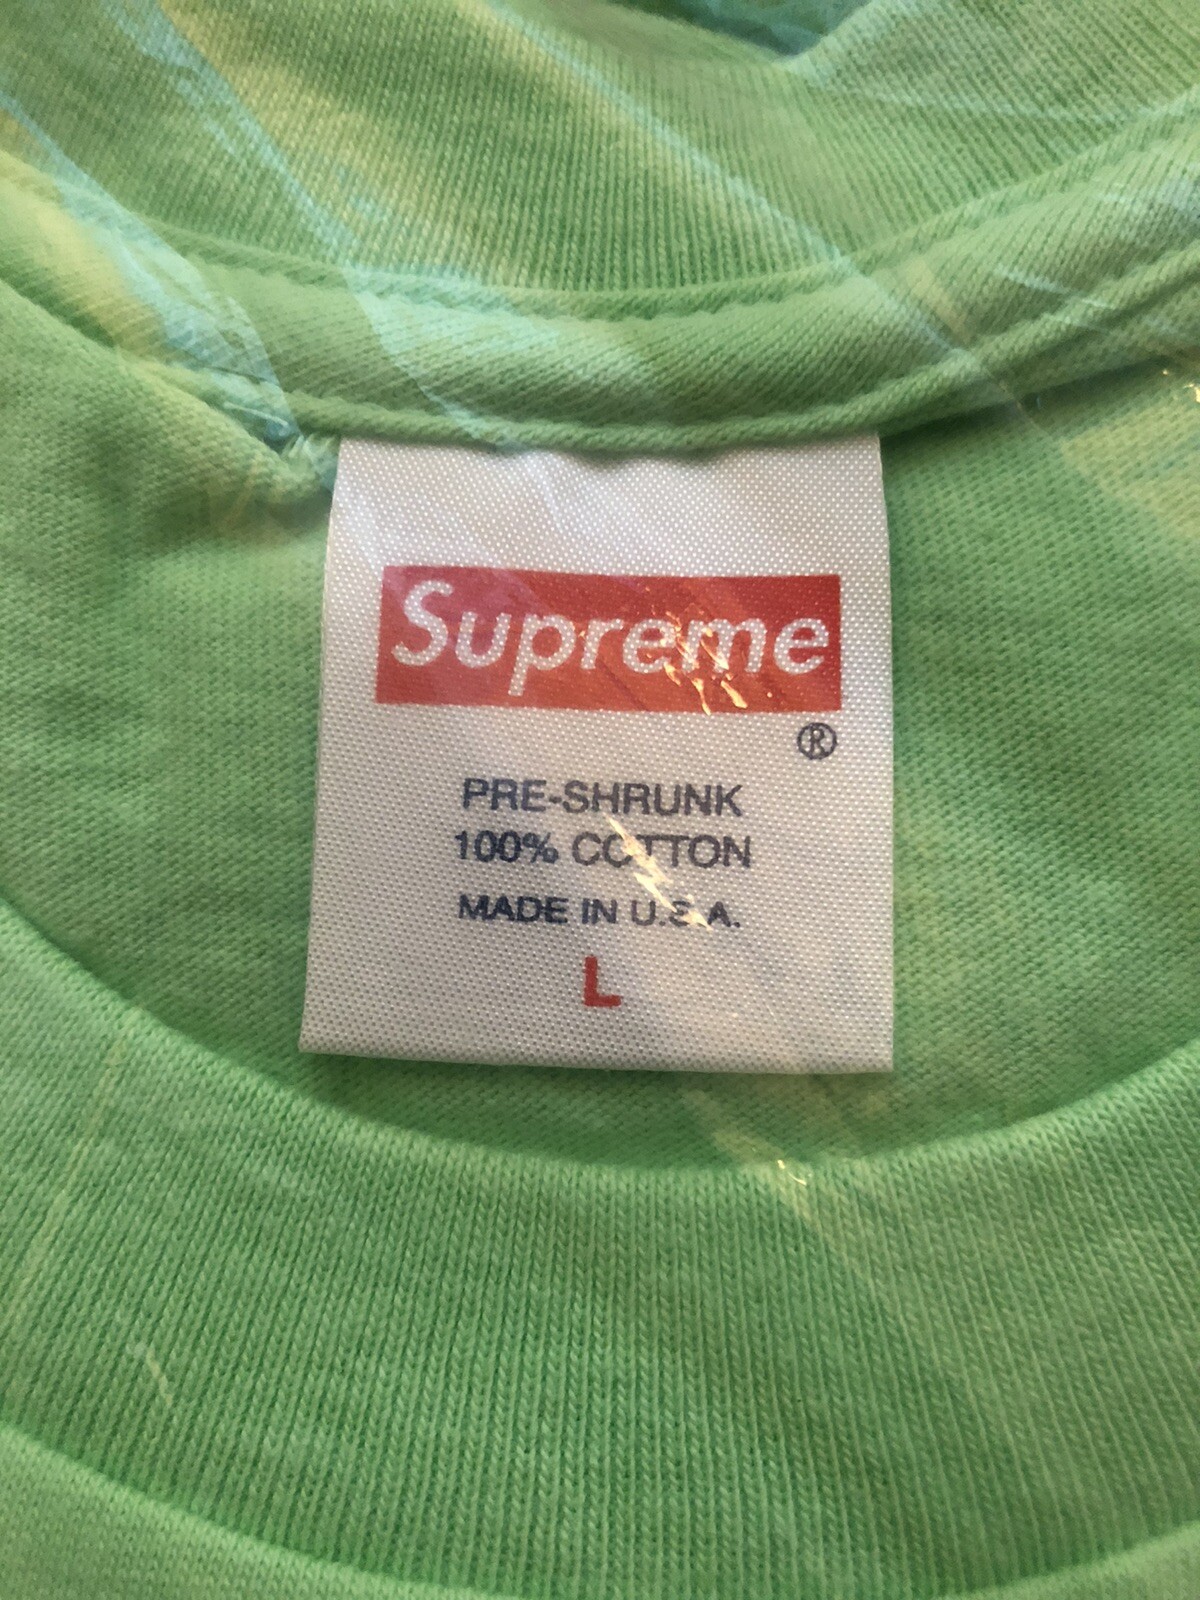 Supreme
®
PRE-SHRUNK
100% COTTON
MADE IN U.S.A.
L